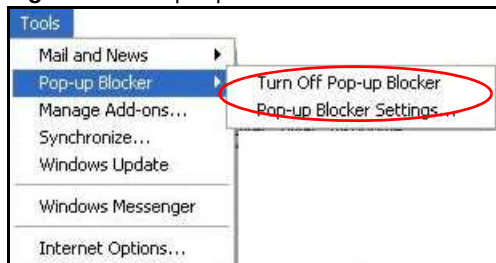 Tools
Mail and News
Pop-up Blocker
Turn Off Pop-up Blocker
Manage Add-ons...
Pop-up Blocker Settings...
Synchronize...
Windows Update
Windows Messenger
Internet Options...